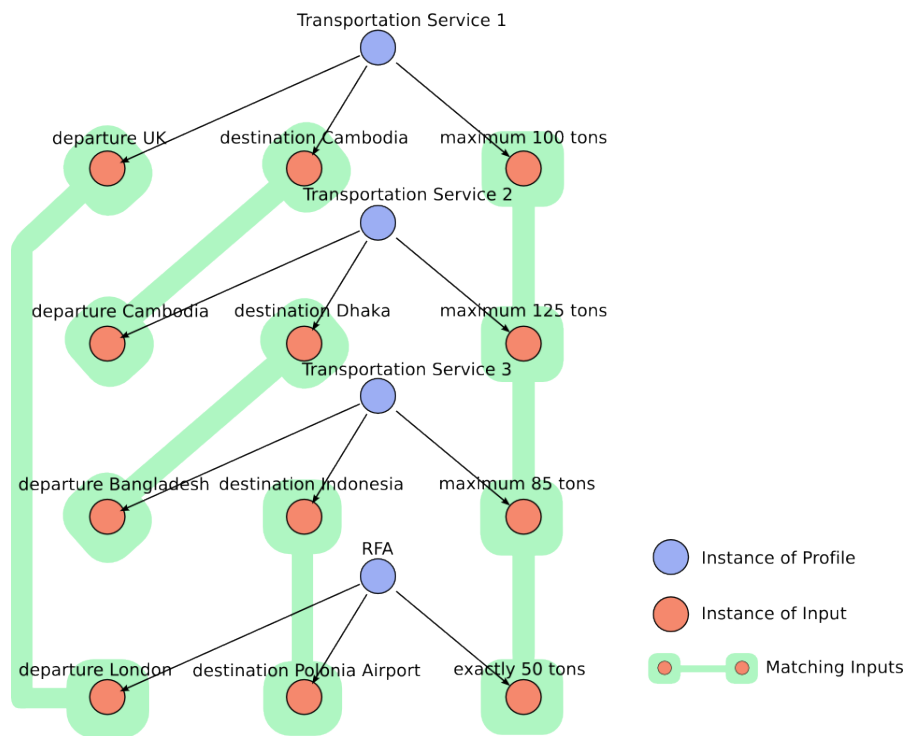 Transportation Service 1
departure UK
destination Cambodia
maximum 100 tons
Transportation Service 2
departure Cambodia
destination Dhaka
maximum 125 tons
Transportation Service 3
departure Bangladesh
destination Indonesia
maximum 85 tons
RFA
departure London
destination Polonia Airport
exactly 50 tons
Instance of Profile
Instance of Input
Matching Inputs